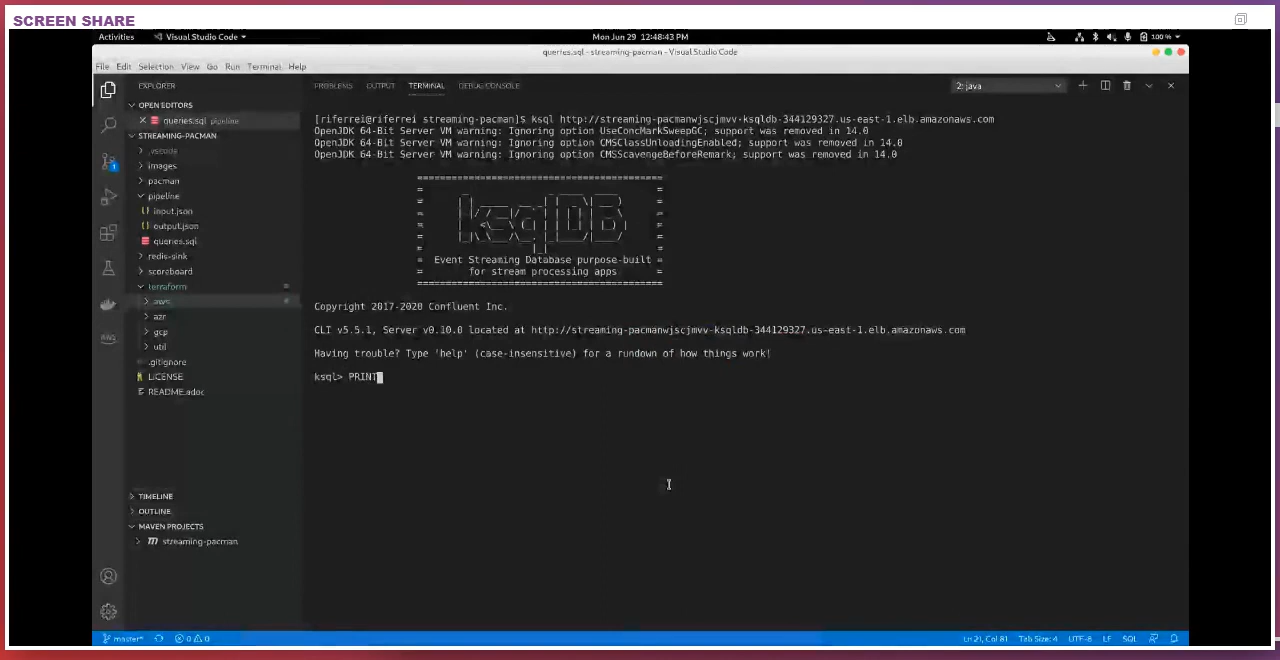 SCREEN SHARE
Activities Visual Studio Code Mon Jun 29 12:48:43 PM 100 %
queries.sql - streaming-pacman - Visual Studio Code
File Edit Selection View Go Run Terminal Help
EXPLORER
PROBLEMS OUTPUT TERMINAL DEBUG CONSOLE 2: java
OPEN EDITORS
queries.sql pipeline
STREAMING-PACMAN
.vscode
images
pacman
pipeline
input.json
output.json
queries.sql
redis-sink
scoreboard
terraform
aws
azr
gcp
util
.gitignore
LICENSE
README.adoc
TIMELINE
OUTLINE
MAVEN PROJECTS
streaming-pacman
[riferrei@riferrei streaming-pacman]$ ksql http://streaming-pacmanwjscjmvv-ksqldb-344129327.us-east-1.elb.amazonaws.com
OpenJDK 64-Bit Server VM warning: Ignoring option UseConcMarkSweepGC; support was removed in 14.0
OpenJDK 64-Bit Server VM warning: Ignoring option CMSClassUnloadingEnabled; support was removed in 14.0
OpenJDK 64-Bit Server VM warning: Ignoring option CMSScavengeBeforeRemark; support was removed in 14.0
ksqlDB
= Event Streaming Database purpose-built =
= for stream processing apps =
Copyright 2017-2020 Confluent Inc.
CLI v5.5.1, Server v0.10.0 located at http://streaming-pacmanwjscjmvv-ksqldb-344129327.us-east-1.elb.amazonaws.com
Having trouble? Type 'help' (case-insensitive) for a rundown of how things work!
ksql> PRINT
master* 0 0 Ln 21, Col 81 Tab Size: 4 UTF-8 LF SQL